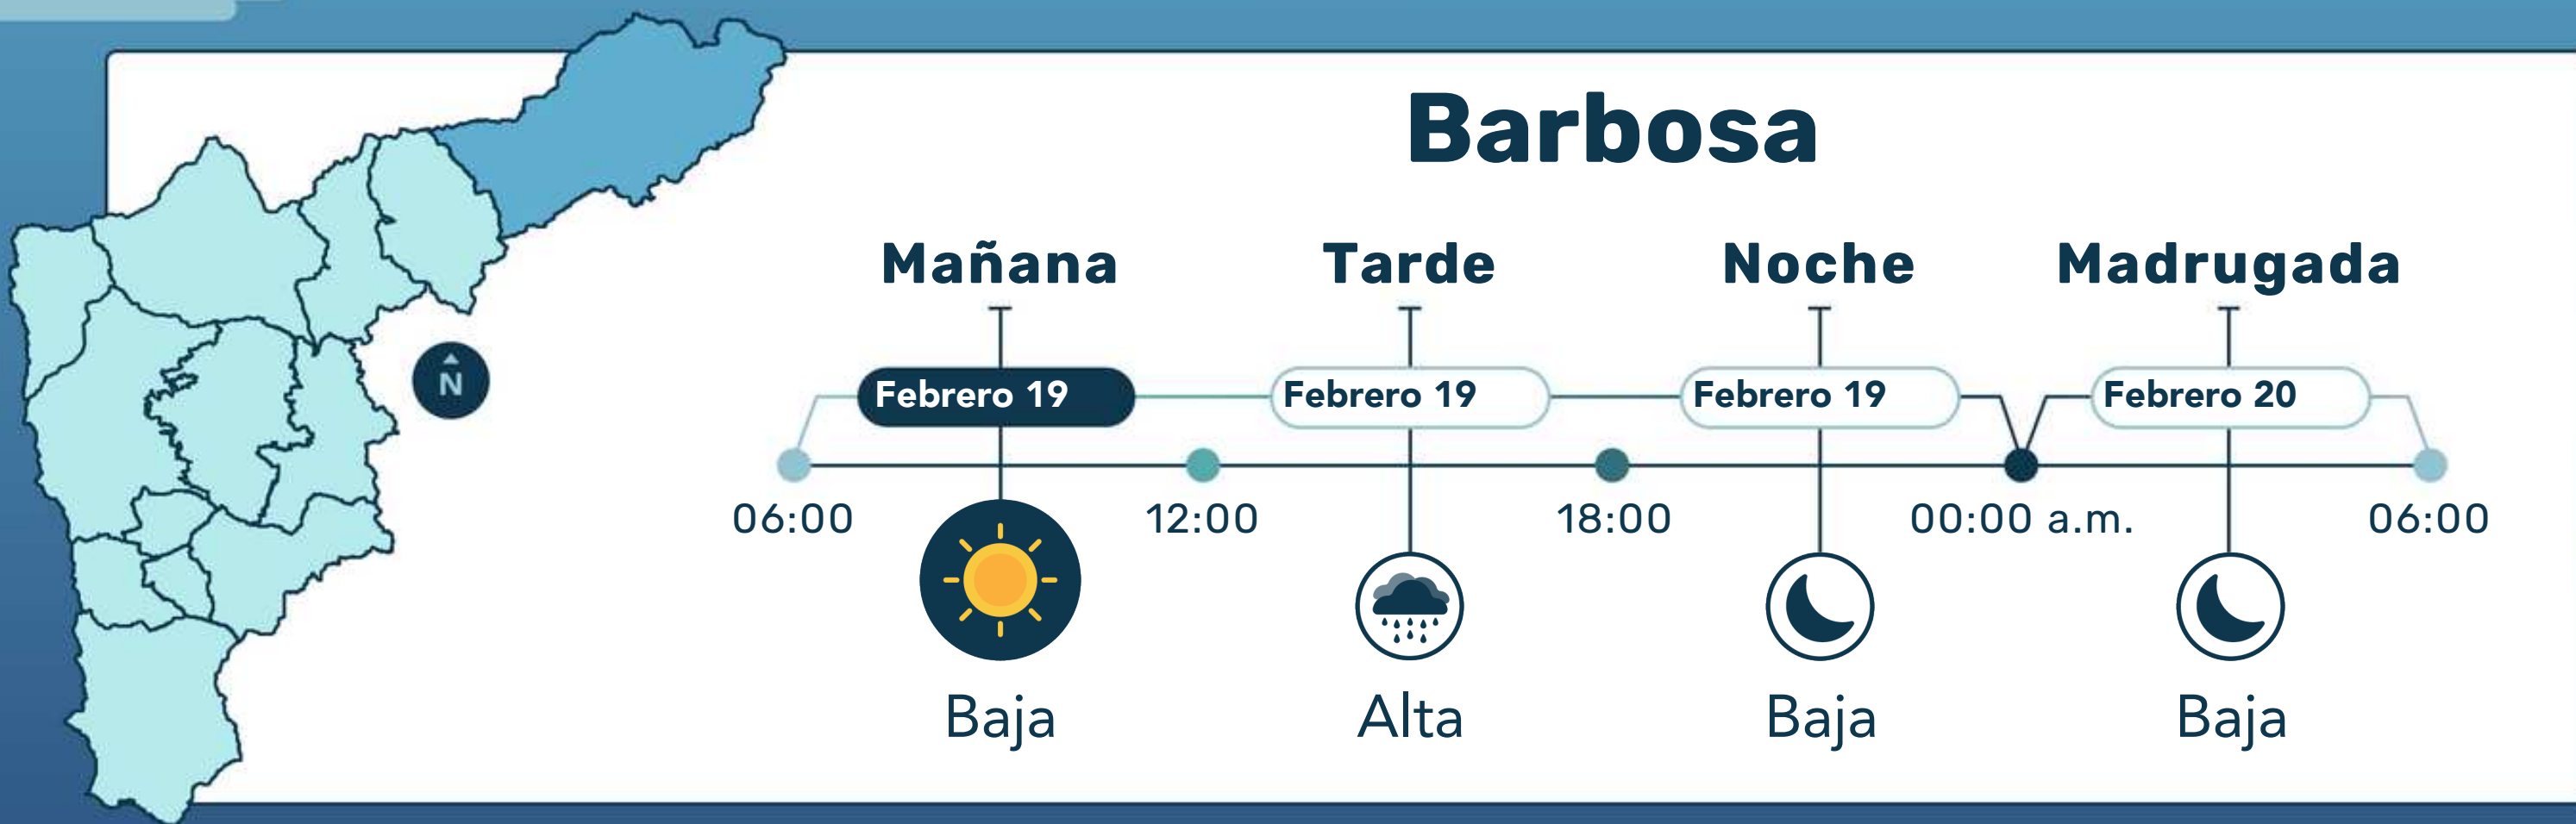 Barbosa
Mañana Tarde Noche Madrugada
N
Febrero 19 Febrero 19 Febrero 19 Febrero 20
06:00 12:00 18:00 00:00 a.m. 06:00
Baja Alta Baja Baja